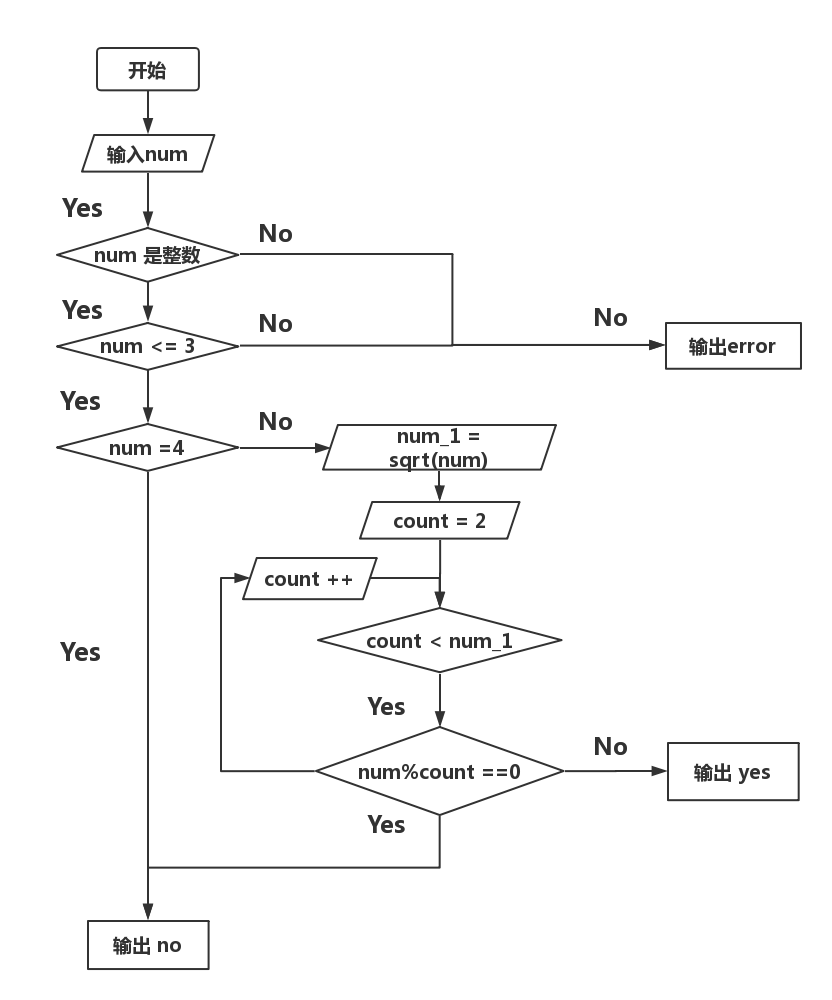 开始
输入num
Yes
No
num 是整数
Yes
No
No
num <= 3
输出error
Yes
No
num =4
num_1 =
sqrt(num)
count = 2
count ++
count < num_1
Yes
Yes
No
num%count ==0
输出 yes
Yes
输出 no